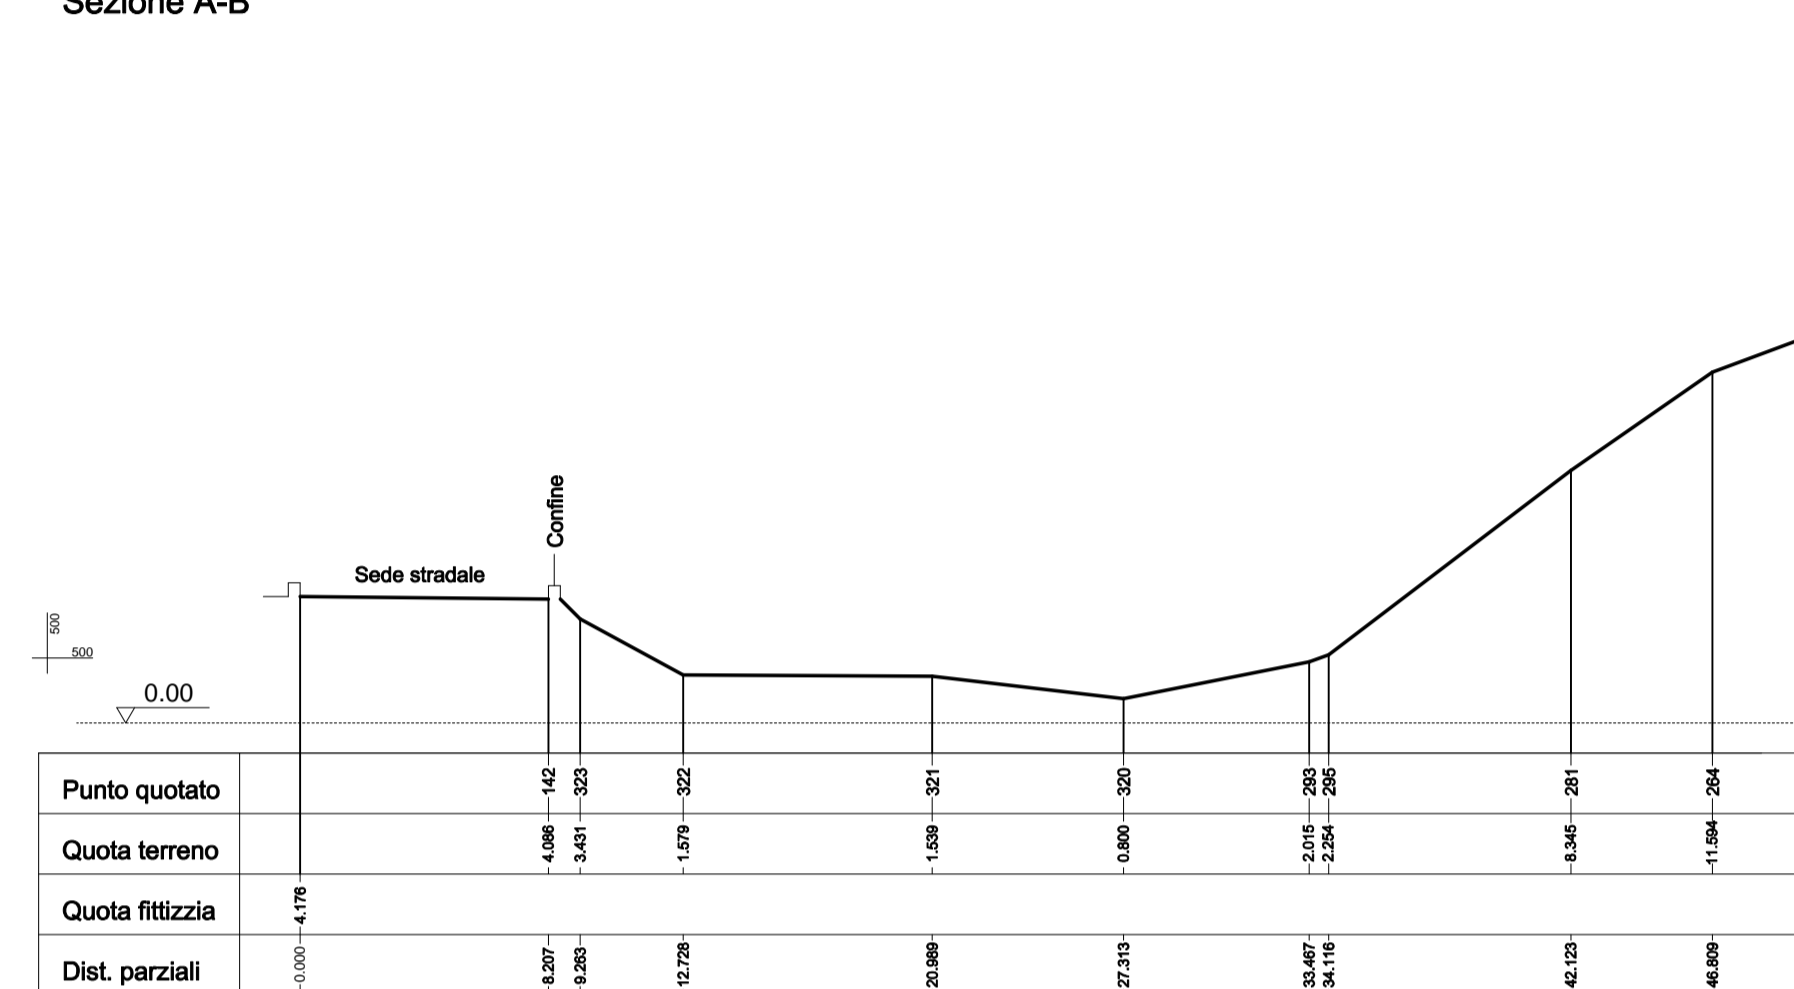 Sezione A-B
Confine
Sede stradale
500
500
0.00
Punto quotato 142 323 322 321 320 293 295 281 264
Quota terreno 4.086 3.431 1.579 1.539 0.800 2.015 2.254 8.345 11.594
Quota fittizzia 4.176
Dist. parziali 0.000 8.207 9.263 12.728 20.989 27.313 33.467 34.116 42.123 46.809